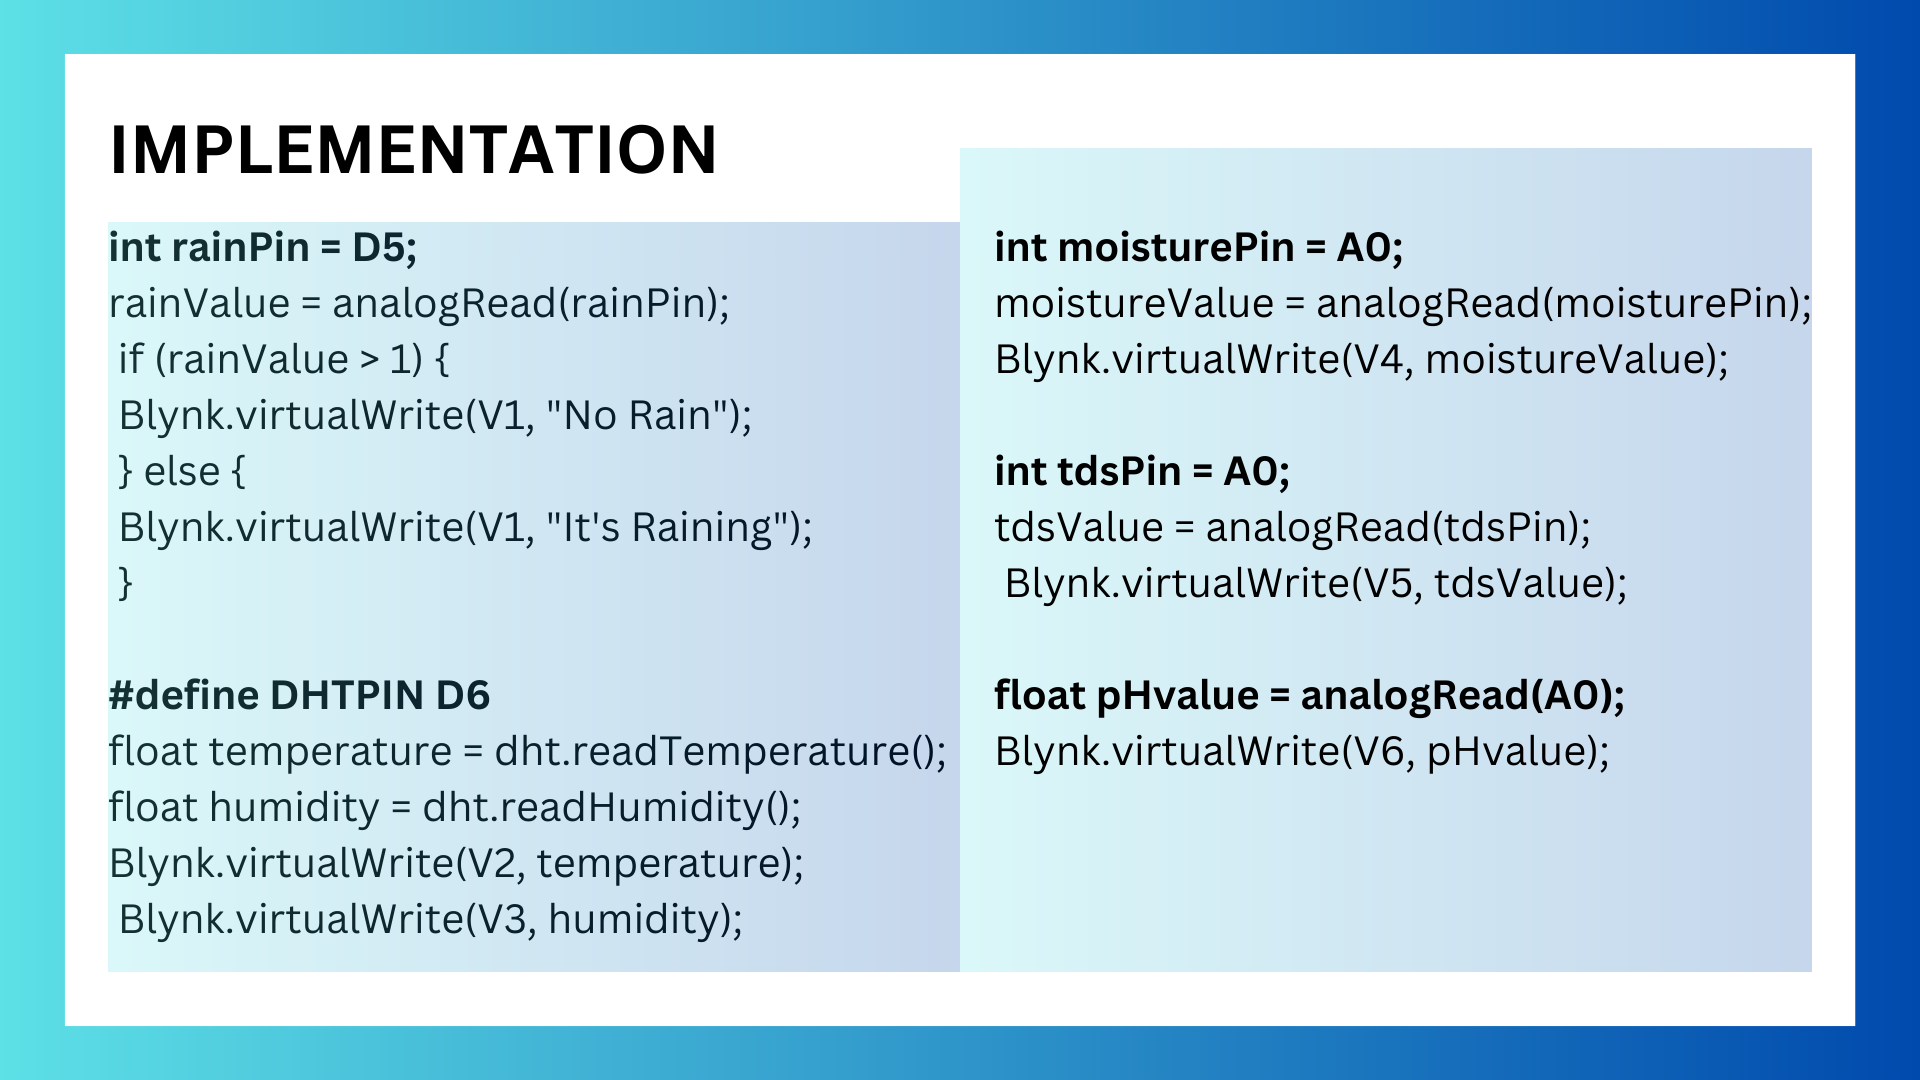 IMPLEMENTATION
int rainPin = D5;
rainValue = analogRead(rainPin);
if (rainValue > 1) {
Blynk.virtualWrite(V1, "No Rain");
} else {
Blynk.virtualWrite(V1, "It's Raining");
}
#define DHTPIN D6
float temperature = dht.readTemperature();
float humidity = dht.readHumidity();
Blynk.virtualWrite(V2, temperature);
Blynk.virtualWrite(V3, humidity);
int moisturePin = A0;
moistureValue = analogRead(moisturePin);
Blynk.virtualWrite(V4, moistureValue);
int tdsPin = A0;
tdsValue = analogRead(tdsPin);
Blynk.virtualWrite(V5, tdsValue);
float pHvalue = analogRead(A0);
Blynk.virtualWrite(V6, pHvalue);